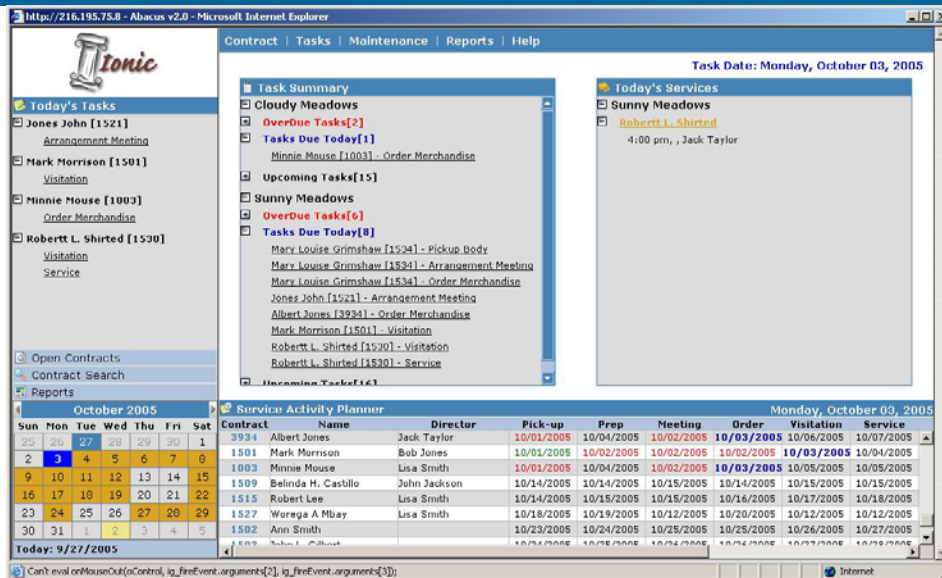 http://216.195.75.8 - Abacus v2.0 - Microsoft Internet Explorer
Itonic
Contract | Tasks | Maintenance | Reports | Help
Task Date: Monday, October 03, 2005
Today's Tasks
Jones John [1521]
Arrangement Meeting
Mark Morrison [1501]
Visitation
Minnie Mouse [1003]
Order Merchandise
Robertt L. Shirted [1530]
Visitation
Service
Open Contracts
Contract Search
Reports
Task Summary
Cloudy Meadows
OverDue Tasks[2]
Tasks Due Today[1]
Minnie Mouse [1003] - Order Merchandise
Upcoming Tasks[15]
Sunny Meadows
OverDue Tasks[6]
Tasks Due Today[8]
Mary Louise Grimshaw [1534] - Pickup Body
Mary Louise Grimshaw [1534] - Arrangement Meeting
Mary Louise Grimshaw [1534] - Order Merchandise
Jones John [1521] - Arrangement Meeting
Albert Jones [3934] - Order Merchandise
Mark Morrison [1501] - Visitation
Robertt L. Shirted [1530] - Visitation
Robertt L. Shirted [1530] - Service
Upcoming Tasks[16]
Today's Services
Sunny Meadows
Robertt L. Shirted
4:00 pm, , Jack Taylor
October 2005
Sun Mon Tue Wed Thu Fri Sat
25 26 27 28 29 30 1
2 3 4 5 6 7 8
9 10 11 12 13 14 15
16 17 18 19 20 21 22
23 24 25 26 27 28 29
30 31 1 2 3 4 5
Today: 9/27/2005
Service Activity Planner Monday, October 03, 2005
Contract Name Director Pick-up Prep Meeting Order Visitation Service
3934 Albert Jones Jack Taylor 10/01/2005 10/04/2005 10/02/2005 10/03/2005 10/06/2005 10/07/2005
1501 Mark Morrison Bob Jones 10/01/2005 10/02/2005 10/02/2005 10/02/2005 10/03/2005 10/04/2005
1003 Minnie Mouse Lisa Smith 10/01/2005 10/04/2005 10/02/2005 10/03/2005 10/05/2005 10/05/2005
1509 Belinda H. Castillo John Jackson 10/14/2005 10/14/2005 10/15/2005 10/14/2005 10/15/2005 10/15/2005
1515 Robert Lee Lisa Smith 10/14/2005 10/15/2005 10/15/2005 10/16/2005 10/17/2005 10/18/2005
1527 Worega A Mbay Lisa Smith 10/18/2005 10/19/2005 10/12/2005 10/20/2005 10/12/2005 10/12/2005
1502 Ann Smith 10/23/2005 10/24/2005 10/25/2005 10/25/2005 10/26/2005 10/27/2005
Can't eval onMouseOut(oControl, ig_fireEvent.arguments[2], ig_fireEvent.arguments[3]);
Internet